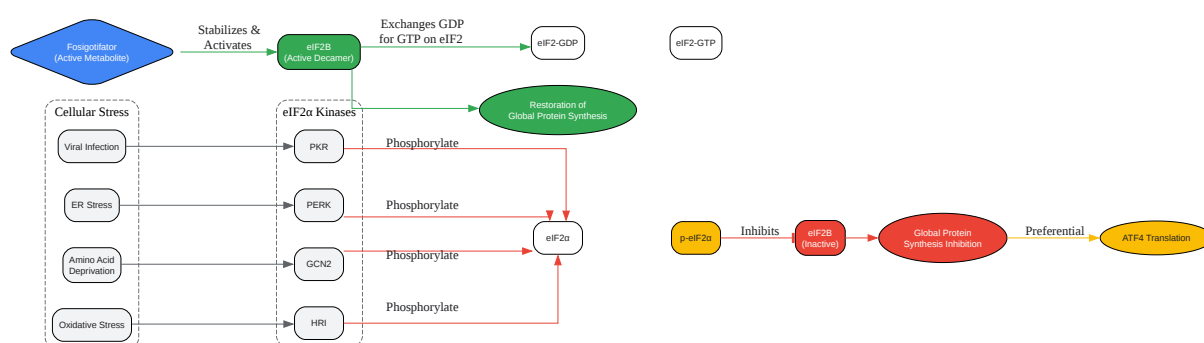 Fosigotifator
(Active Metabolite)
Stabilizes &
Activates
eIF2B
(Active Decamer)
Exchanges GDP
for GTP on eIF2
eIF2-GDP
eIF2-GTP
Restoration of
Global Protein Synthesis
Cellular Stress
eIF2α Kinases
Viral Infection
PKR
Phosphorylate
ER Stress
PERK
Phosphorylate
Amino Acid
Deprivation
GCN2
Phosphorylate
Oxidative Stress
HRI
Phosphorylate
eIF2α
p-eIF2α
Inhibits
eIF2B
(Inactive)
Global Protein
Synthesis Inhibition
Preferential
ATF4 Translation